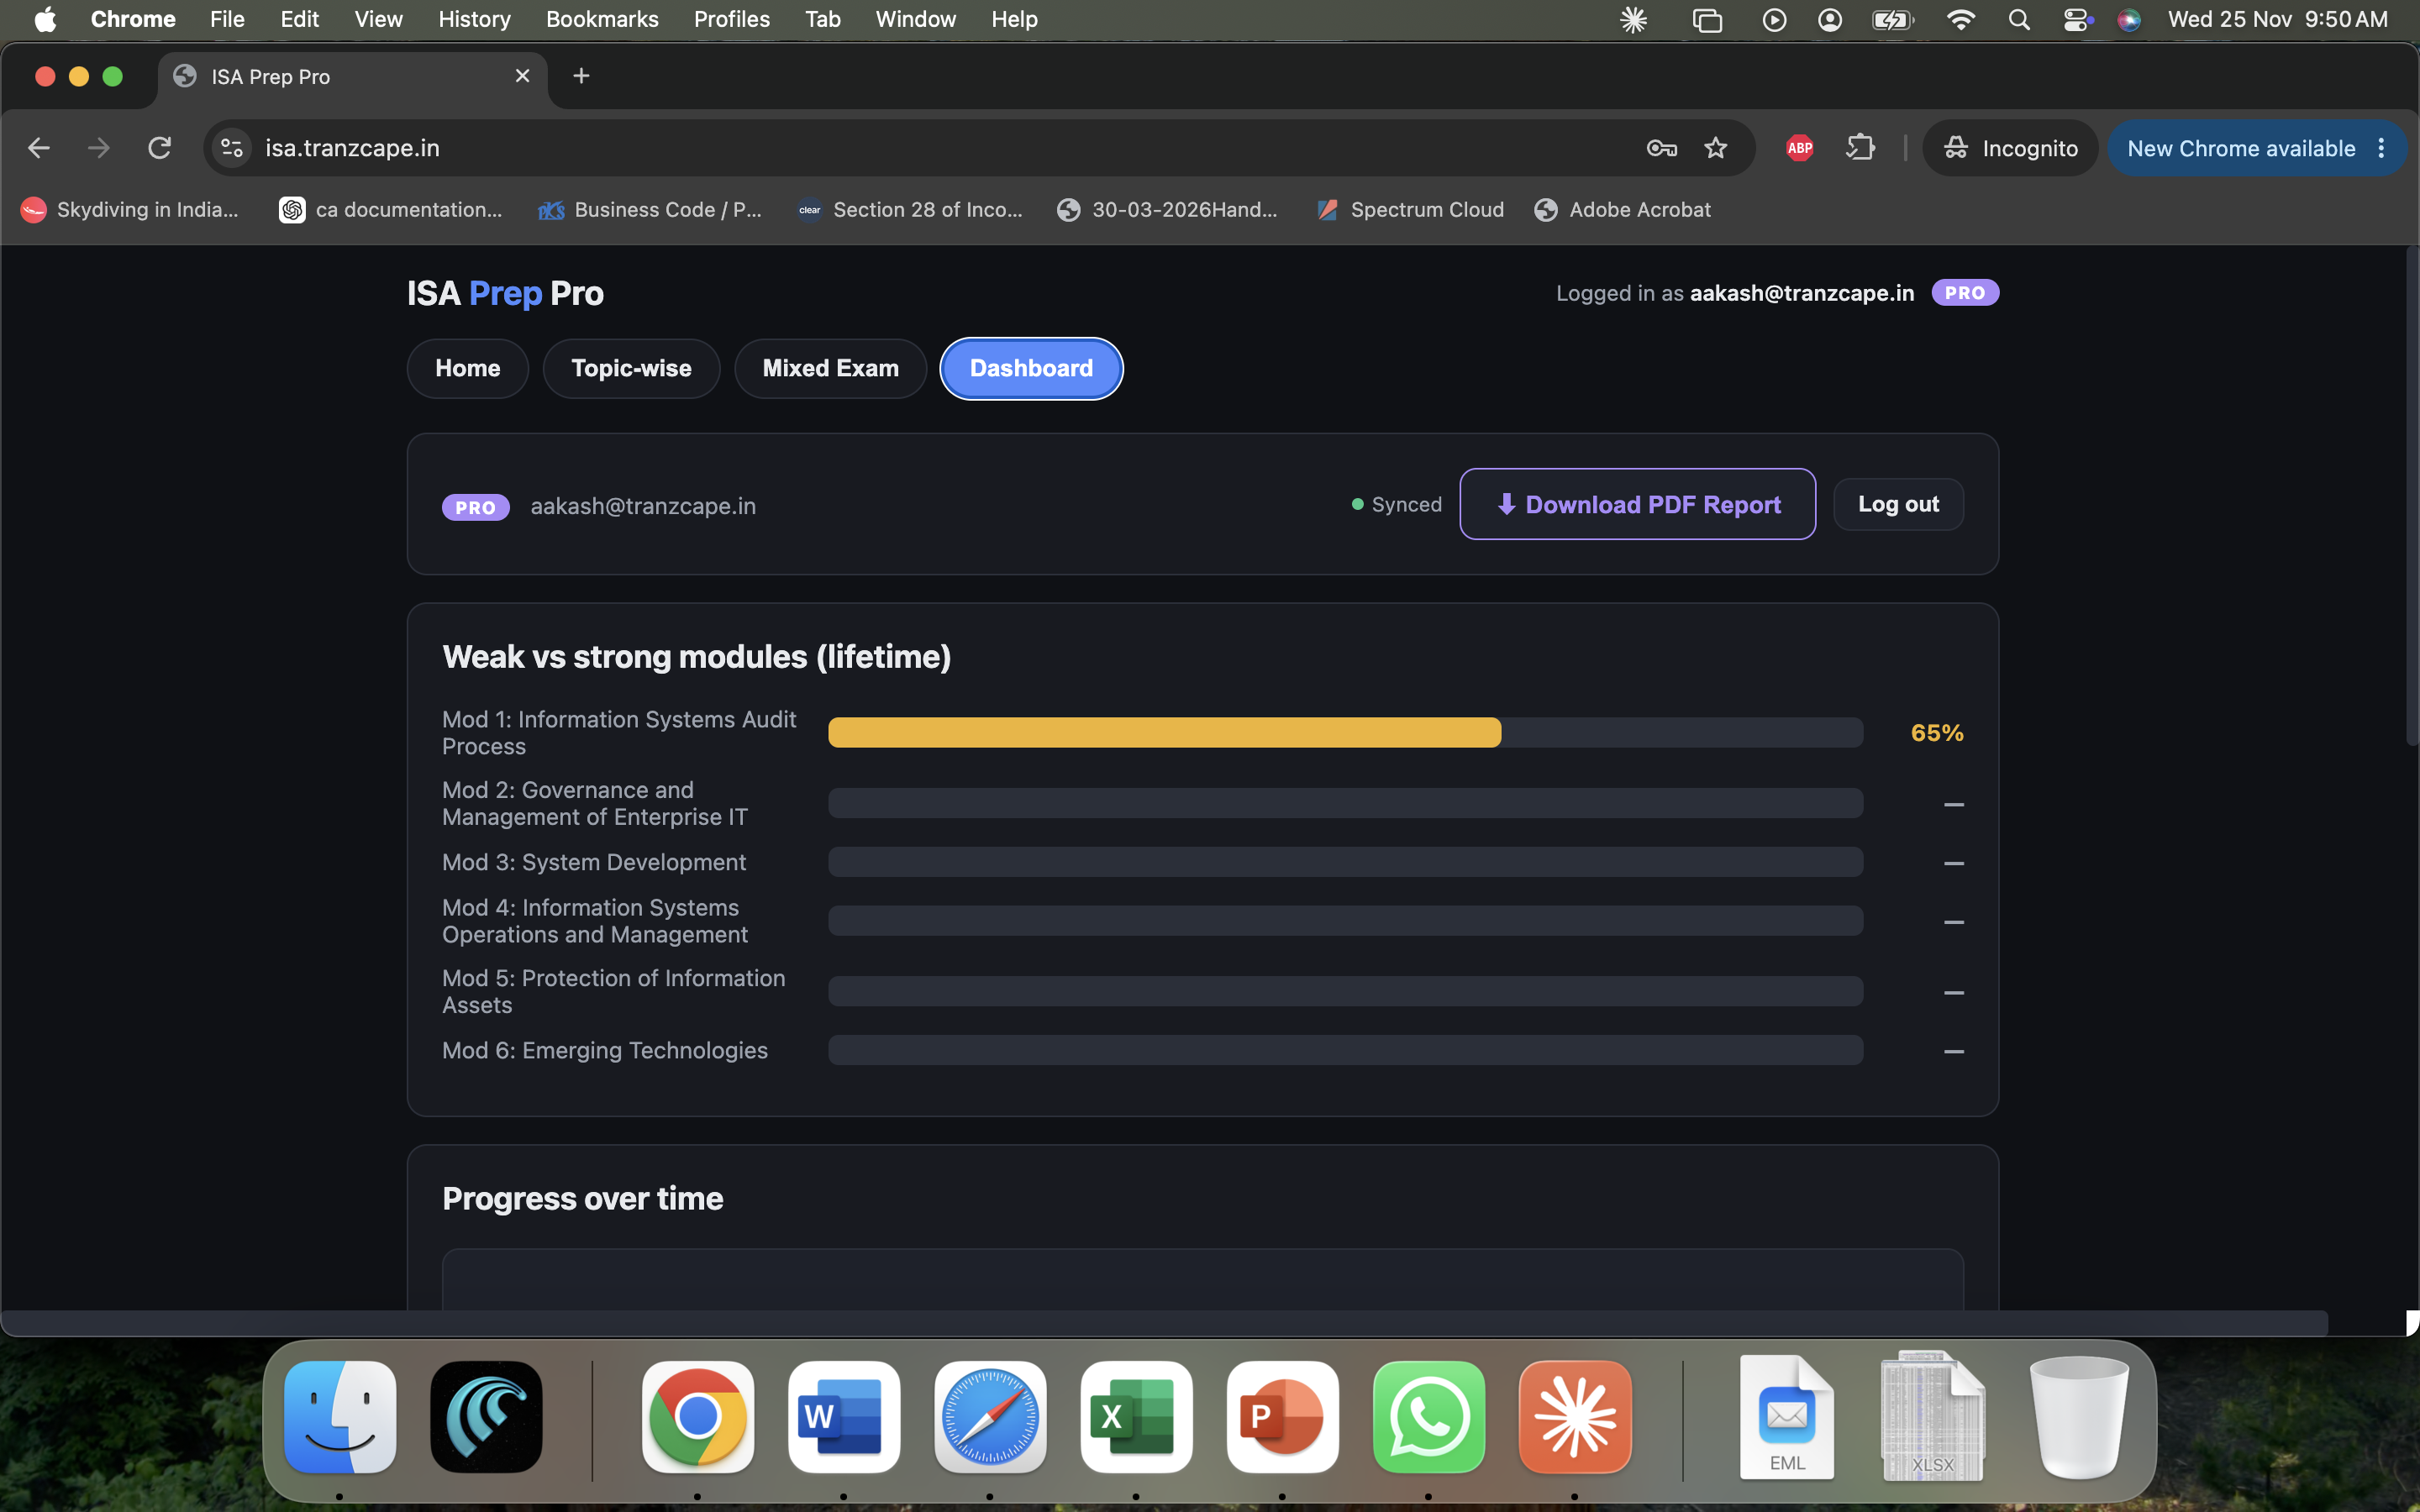 Chrome File Edit View History Bookmarks Profiles Tab Window Help Wed 25 Nov 9:50 AM
ISA Prep Pro
isa.tranzcape.in ABP Incognito New Chrome available
Skydiving in India... ca documentation... pKs Business Code / P... clear Section 28 of Inco... 30-03-2026Hand... Spectrum Cloud Adobe Acrobat
ISA Prep Pro
Logged in as aakash@tranzcape.in PRO
Home Topic-wise Mixed Exam Dashboard
PRO aakash@tranzcape.in Synced Download PDF Report Log out
Weak vs strong modules (lifetime)
Mod 1: Information Systems Audit
Process
65%
Mod 2: Governance and
Management of Enterprise IT
—
Mod 3: System Development
—
Mod 4: Information Systems
Operations and Management
—
Mod 5: Protection of Information
Assets
—
Mod 6: Emerging Technologies
—
Progress over time
W X P EML XLSX